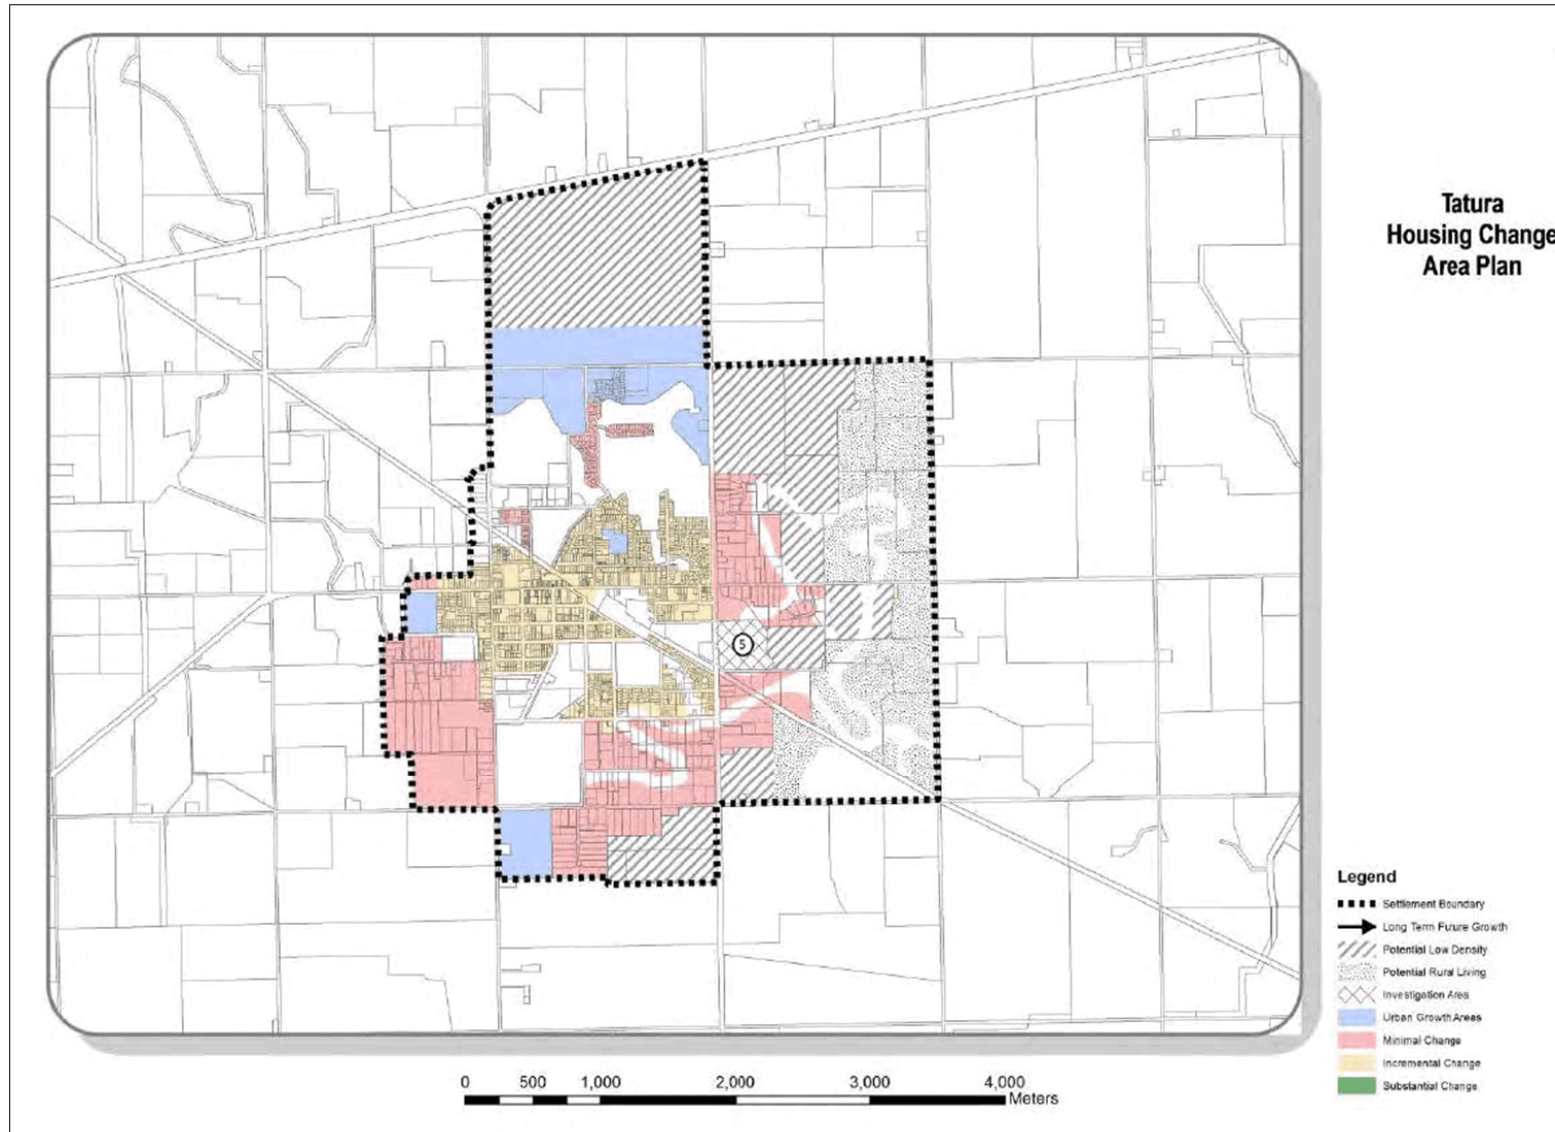 Tatura
Housing Change
Area Plan
5
Legend
Settlement Boundary
Long Term Future Growth
Potential Low Density
Potential Rural Living
Investigation Area
Urban Growth Areas
Minimal Change
Incremental Change
Substantial Change
0 500 1,000 2,000 3,000 4,000
Meters